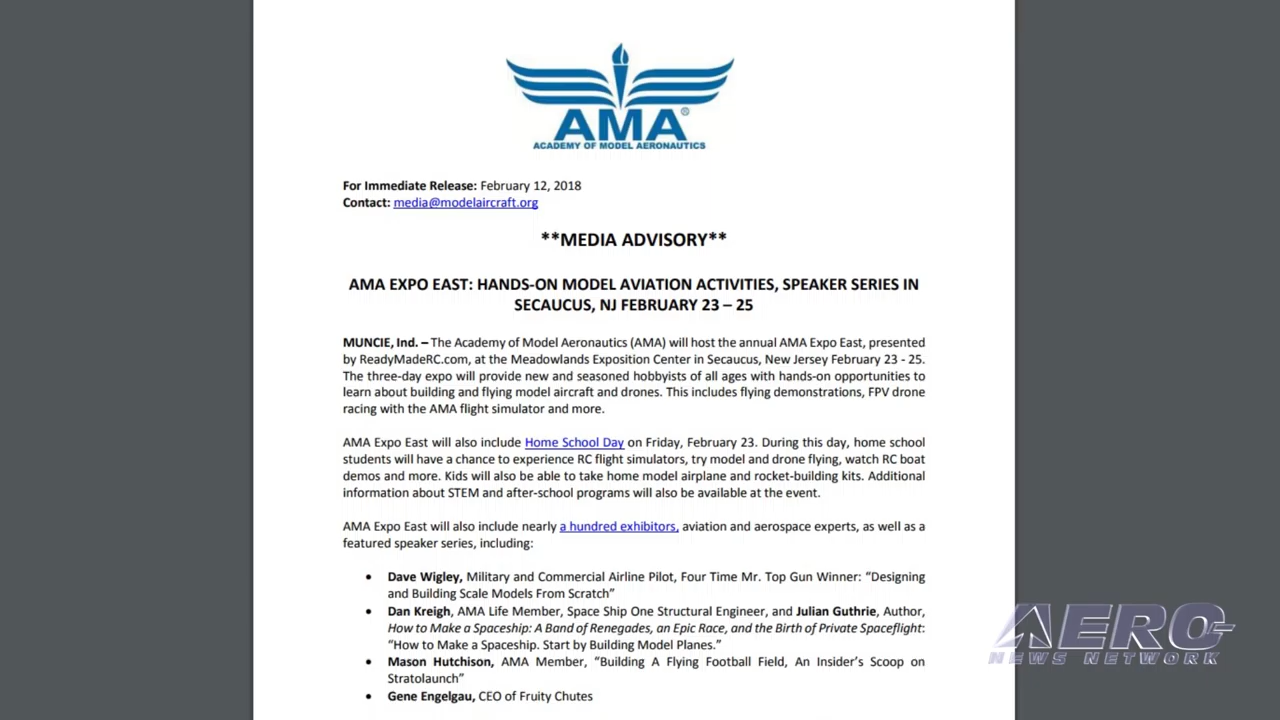 AMA®
ACADEMY OF MODEL AERONAUTICS
For Immediate Release: February 12, 2018
Contact: media@modelaircraft.org
**MEDIA ADVISORY**
AMA EXPO EAST: HANDS-ON MODEL AVIATION ACTIVITIES, SPEAKER SERIES IN
SECAUCUS, NJ FEBRUARY 23 – 25
MUNCIE, Ind. – The Academy of Model Aeronautics (AMA) will host the annual AMA Expo East, presented
by ReadyMadeRC.com, at the Meadowlands Exposition Center in Secaucus, New Jersey February 23 - 25.
The three-day expo will provide new and seasoned hobbyists of all ages with hands-on opportunities to
learn about building and flying model aircraft and drones. This includes flying demonstrations, FPV drone
racing with the AMA flight simulator and more.
AMA Expo East will also include Home School Day on Friday, February 23. During this day, home school
students will have a chance to experience RC flight simulators, try model and drone flying, watch RC boat
demos and more. Kids will also be able to take home model airplane and rocket-building kits. Additional
information about STEM and after-school programs will also be available at the event.
AMA Expo East will also include nearly a hundred exhibitors, aviation and aerospace experts, as well as a
featured speaker series, including:
• Dave Wigley, Military and Commercial Airline Pilot, Four Time Mr. Top Gun Winner: “Designing
and Building Scale Models From Scratch”
• Dan Kreigh, AMA Life Member, Space Ship One Structural Engineer, and Julian Guthrie, Author,
How to Make a Spaceship: A Band of Renegades, an Epic Race, and the Birth of Private Spaceflight:
“How to Make a Spaceship. Start by Building Model Planes.”
• Mason Hutchison, AMA Member, “Building A Flying Football Field, An Insider’s Scoop on
Stratolaunch”
• Gene Engelgau, CEO of Fruity Chutes
AERO
NEWS NETWORK